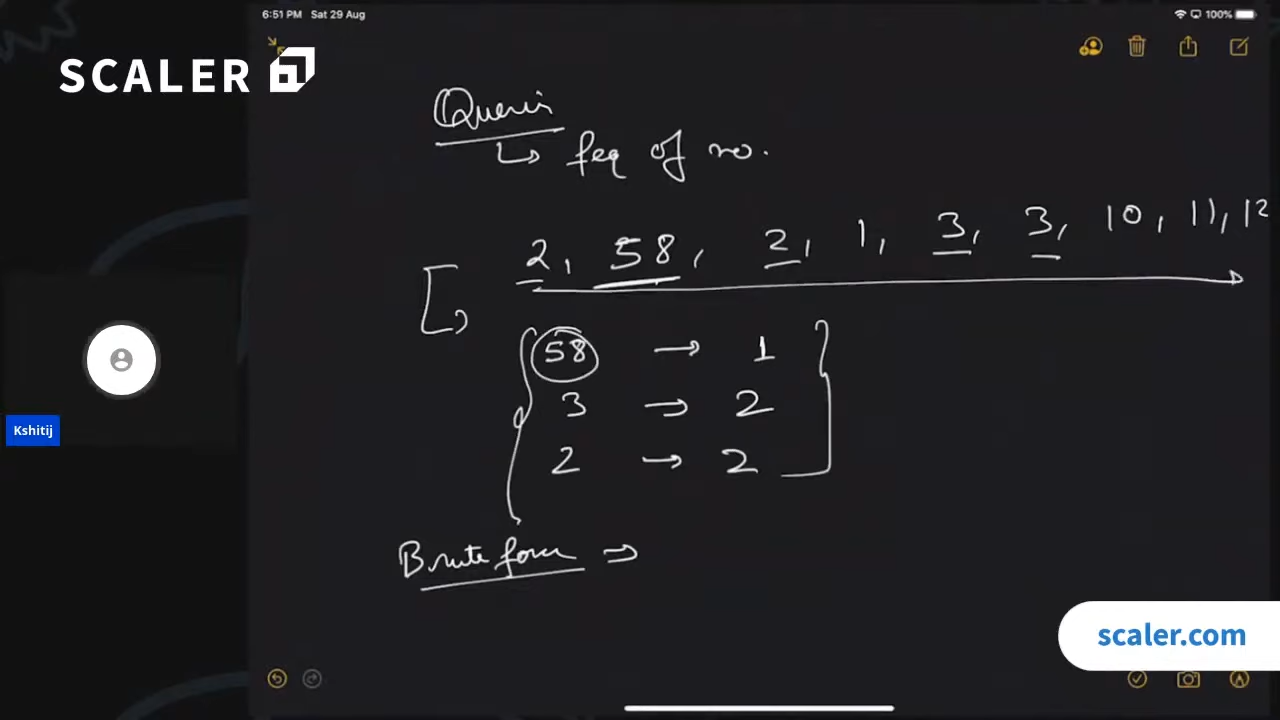 6:51 PM Sat 29 Aug
100%
SCALER
Queries
↳ feq of no.
[ 2, 58, 2, 1, 3, 3, 10, 11, 12
58 → 1
3 → 2
2 → 2
Kshitij
Brute force ⇒
scaler.com